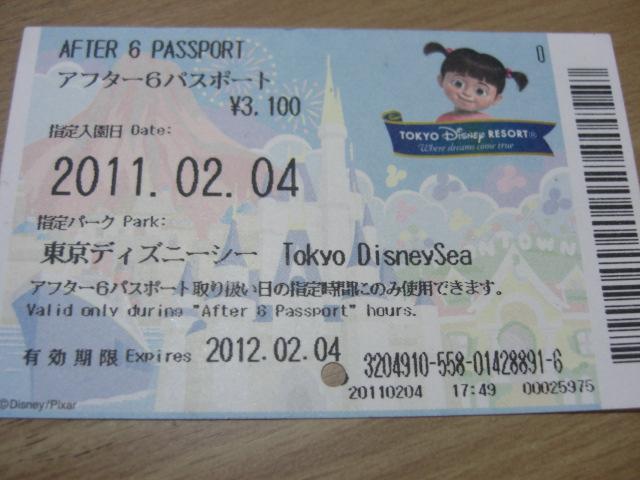 AFTER 6 PASSPORT
アフター6パスポート
¥3,100
0
TOKYO Disney RESORT®
Where dreams come true
指定入園日 Date:
2011.02.04
指定パーク Park:
東京ディズニーシー Tokyo DisneySea
アフター6パスポート取り扱い日の指定時間にのみ使用できます。
Valid only during "After 6 Passport" hours.
有効期限 Expires 2012.02.04
3204910-558-01428891-6
20110204 17:49 00025975
©Disney/Pixar